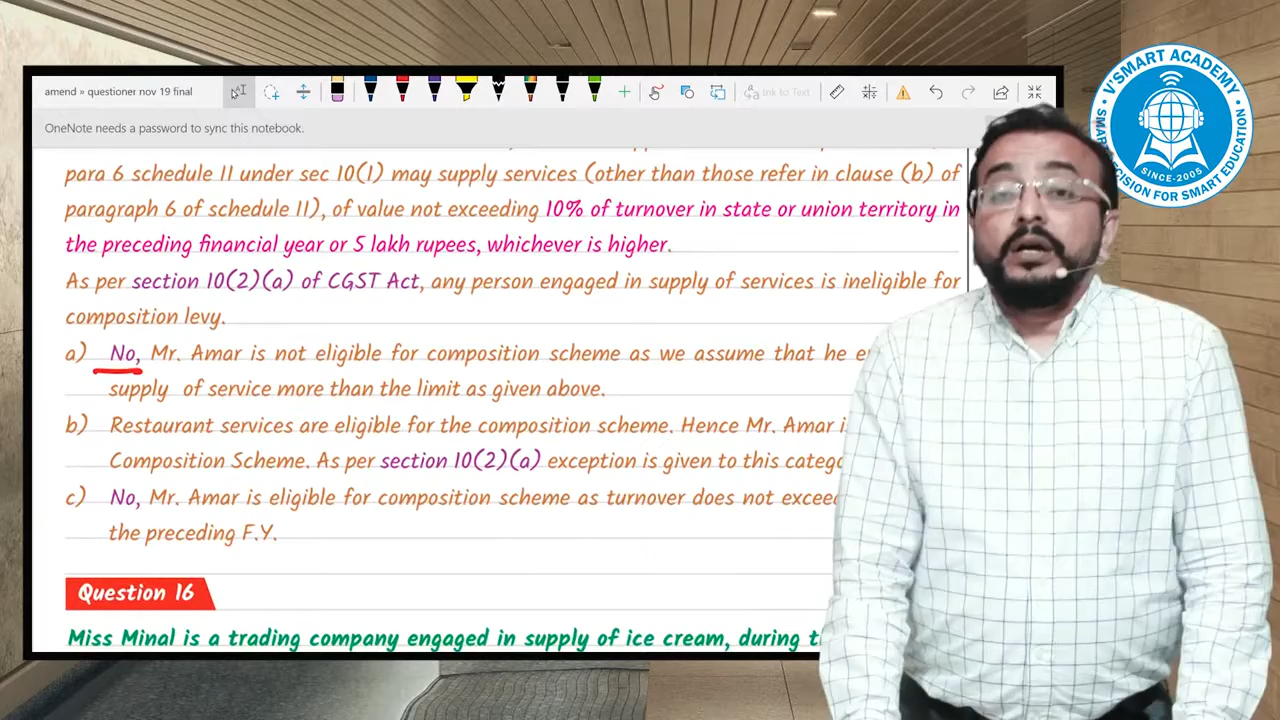 amend » questioner nov 19 final
Ink to Text
OneNote needs a password to sync this notebook.
para 6 schedule II under sec 10(1) may supply services (other than those refer in clause (b) of
paragraph 6 of schedule II), of value not exceeding 10% of turnover in state or union territory in
the preceding financial year or 5 lakh rupees, whichever is higher.
As per section 10(2)(a) of CGST Act, any person engaged in supply of services is ineligible for
composition levy.
a) No, Mr. Amar is not eligible for composition scheme as we assume that he
supply of service more than the limit as given above.
b) Restaurant services are eligible for the composition scheme. Hence Mr. Amar
Composition Scheme. As per section 10(2)(a) exception is given to this
c) No, Mr. Amar is eligible for composition scheme as turnover does not
the preceding F.Y.
Question 16
Miss Minal is a trading company engaged in supply of ice cream, during
V'SMART ACADEMY
SINCE-2005